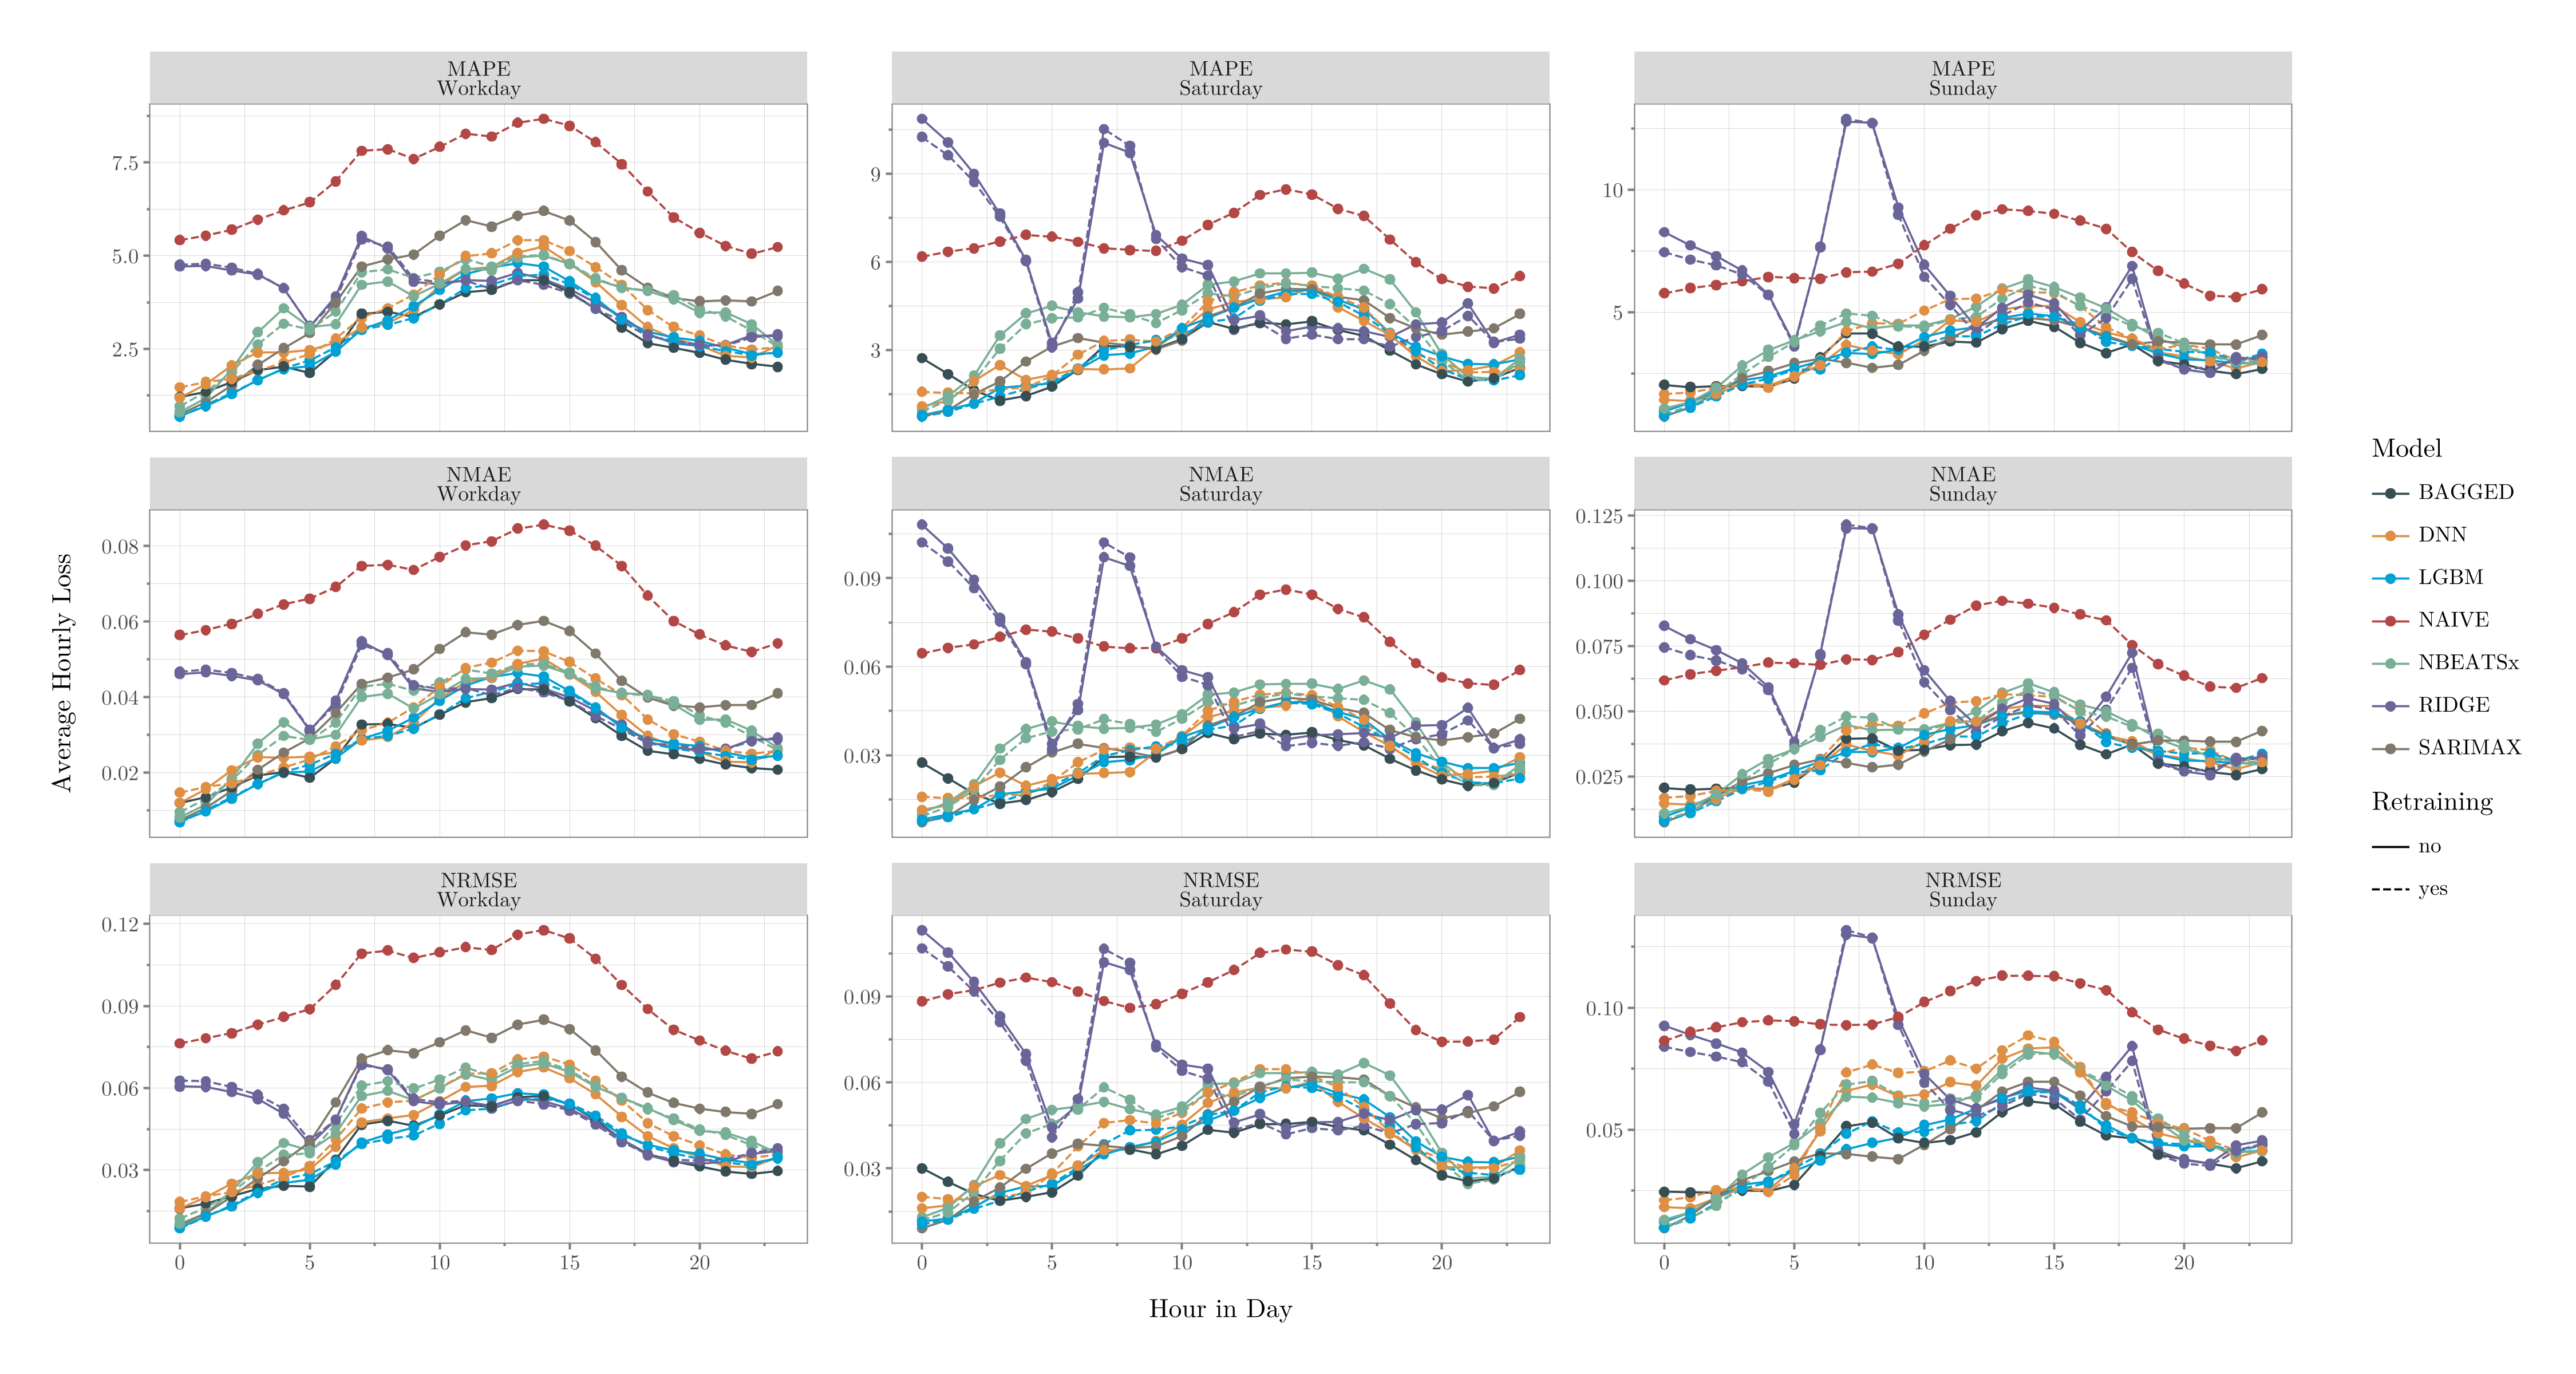 MAPE
Workday
MAPE
Saturday
MAPE
Sunday
7.5
5.0
2.5
9
6
3
10
5
NMAE
Workday
NMAE
Saturday
NMAE
Sunday
0.08
0.06
0.04
0.02
0.09
0.06
0.03
0.125
0.100
0.075
0.050
0.025
NRMSE
Workday
NRMSE
Saturday
NRMSE
Sunday
0.12
0.09
0.06
0.03
0.09
0.06
0.03
0.10
0.05
0 5 10 15 20
0 5 10 15 20
0 5 10 15 20
Average Hourly Loss
Hour in Day
Model
BAGGED
DNN
LGBM
NAIVE
NBEATSx
RIDGE
SARIMAX
Retraining
no
yes